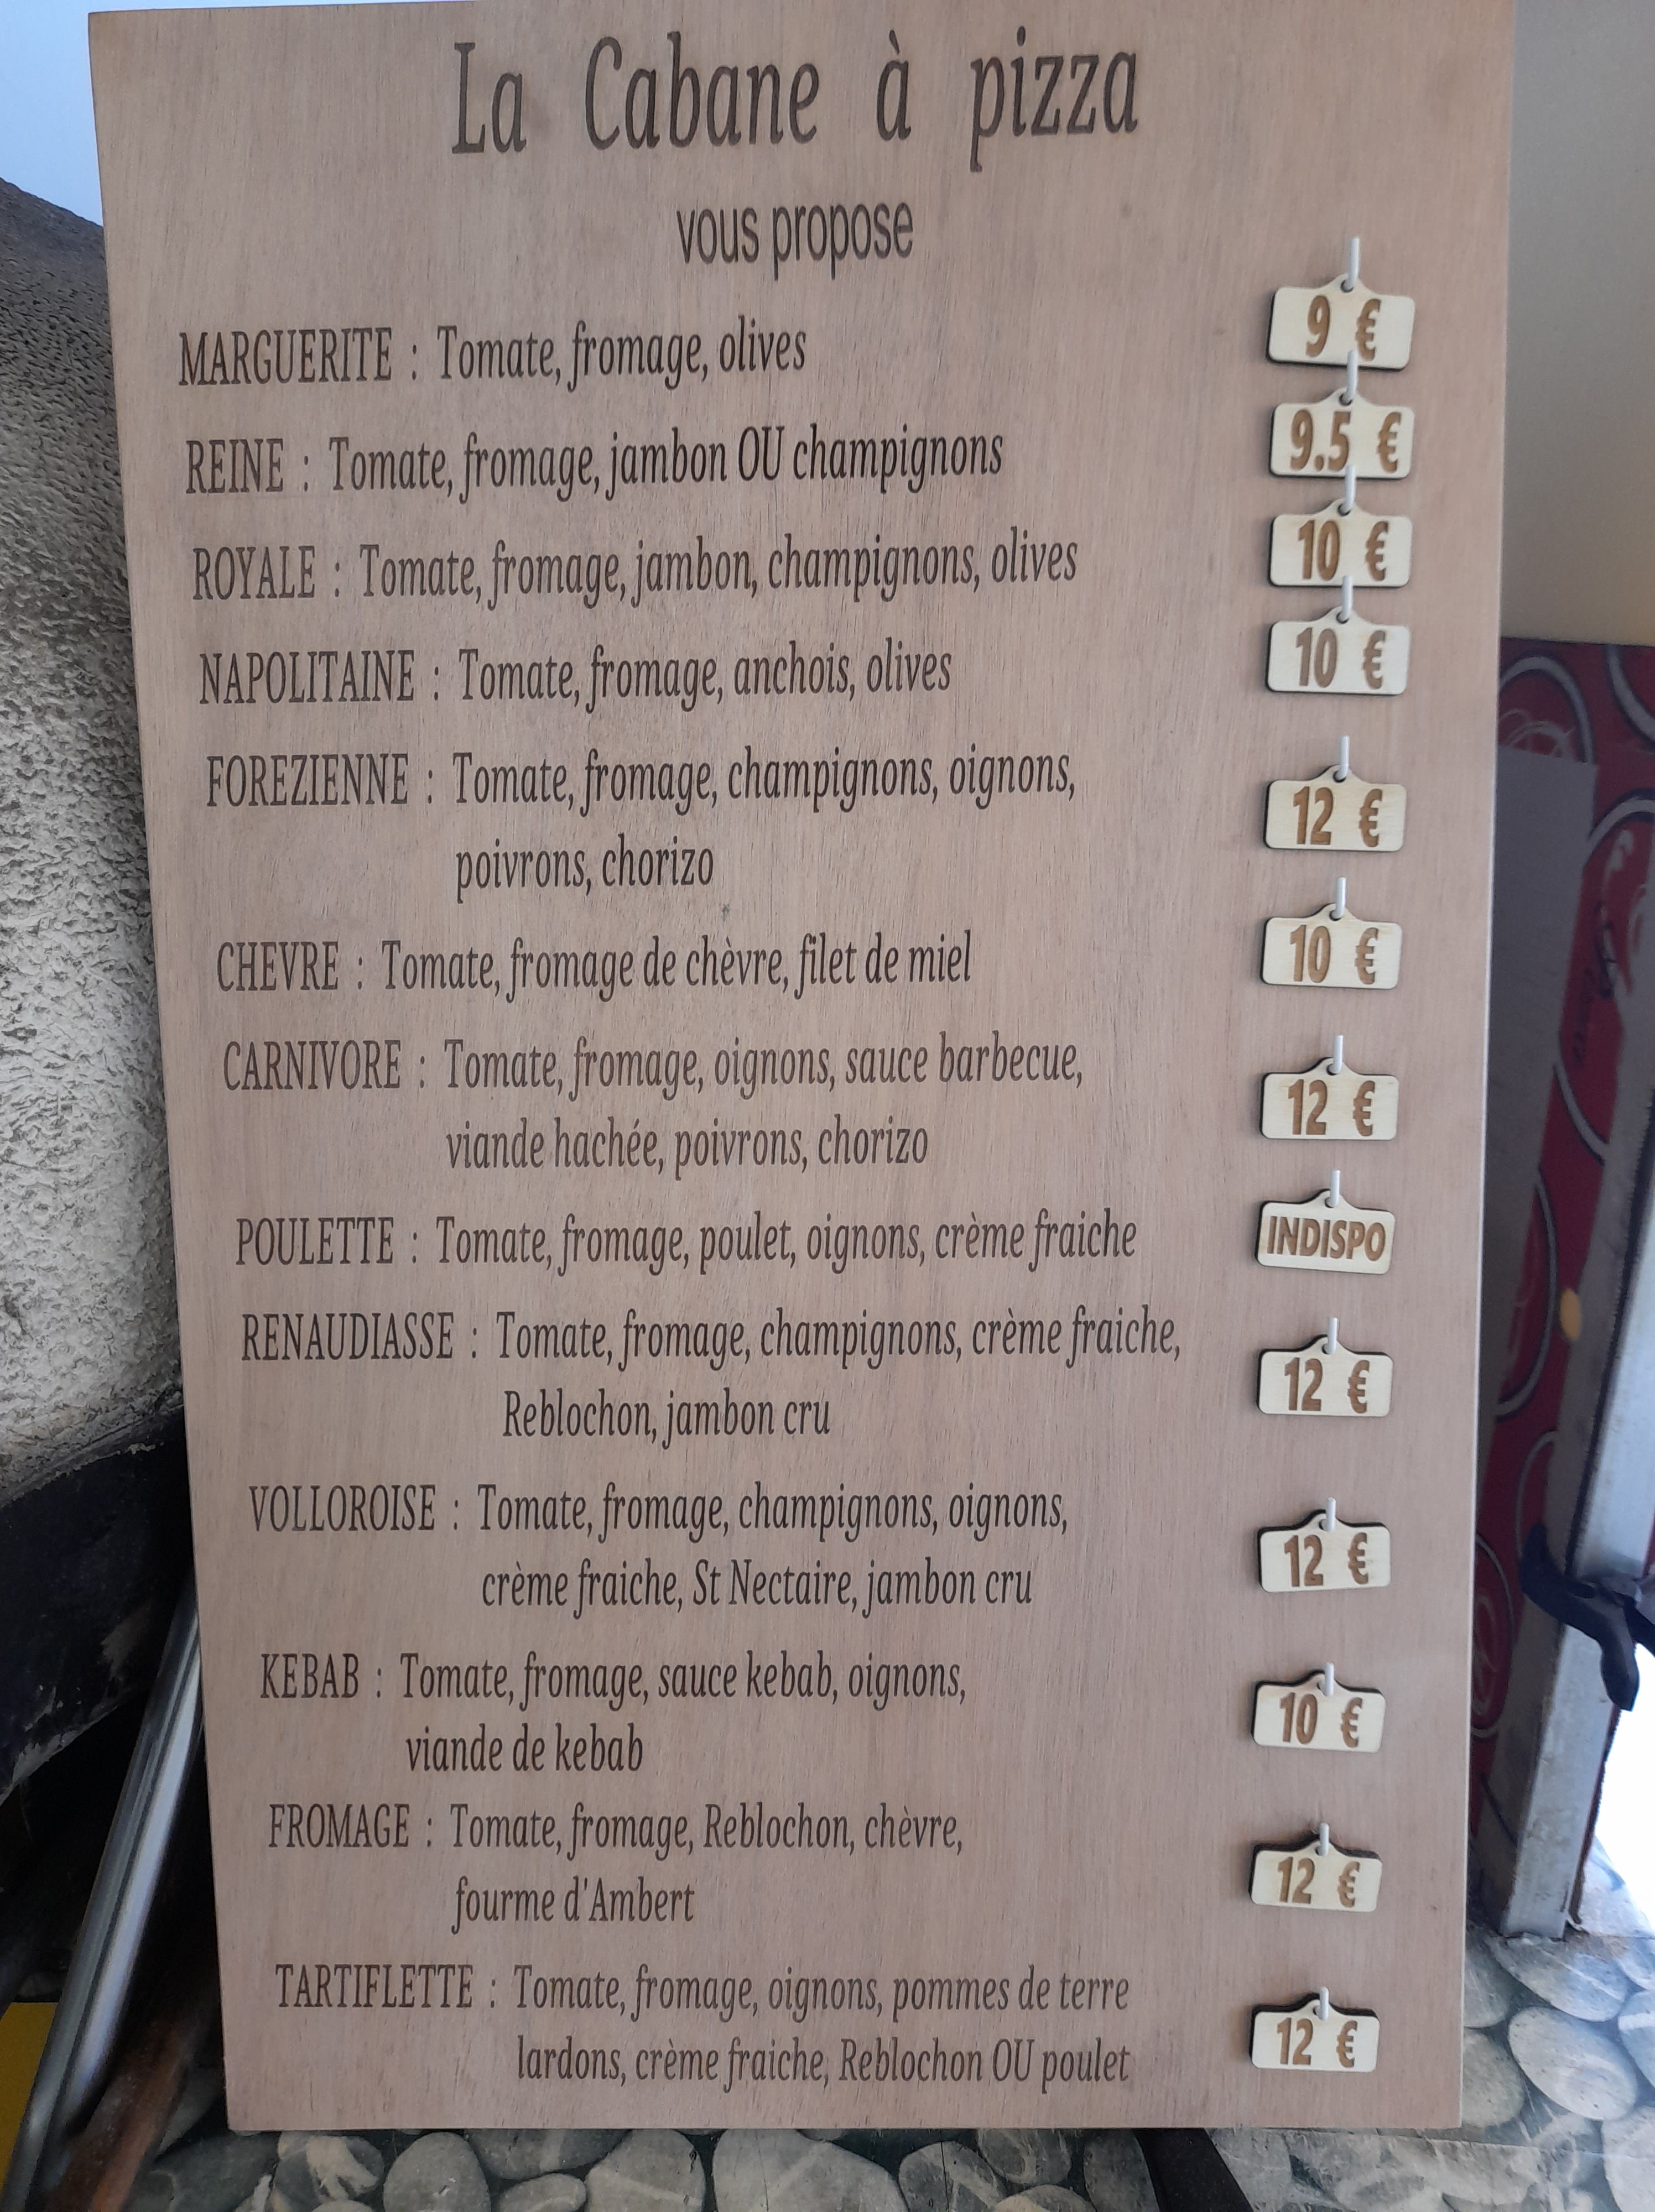 La Cabane à pizza
vous propose
MARGUERITE : Tomate, fromage, olives 9 €
REINE : Tomate, fromage, jambon OU champignons 9.5 €
ROYALE : Tomate, fromage, jambon, champignons, olives 10 €
NAPOLITAINE : Tomate, fromage, anchois, olives 10 €
FOREZIENNE : Tomate, fromage, champignons, oignons, 12 €
poivrons, chorizo
CHEVRE : Tomate, fromage de chèvre, filet de miel 10 €
CARNIVORE : Tomate, fromage, oignons, sauce barbecue, 12 €
viande hachée, poivrons, chorizo
POULETTE : Tomate, fromage, poulet, oignons, crème fraiche INDISPO
RENAUDIASSE : Tomate, fromage, champignons, crème fraiche, 12 €
Reblochon, jambon cru
VOLLOROISE : Tomate, fromage, champignons, oignons, 12 €
crème fraiche, St Nectaire, jambon cru
KEBAB : Tomate, fromage, sauce kebab, oignons, 10 €
viande de kebab
FROMAGE : Tomate, fromage, Reblochon, chèvre, 12 €
fourme d'Ambert
TARTIFLETTE : Tomate, fromage, oignons, pommes de terre 12 €
lardons, crème fraiche, Reblochon OU poulet